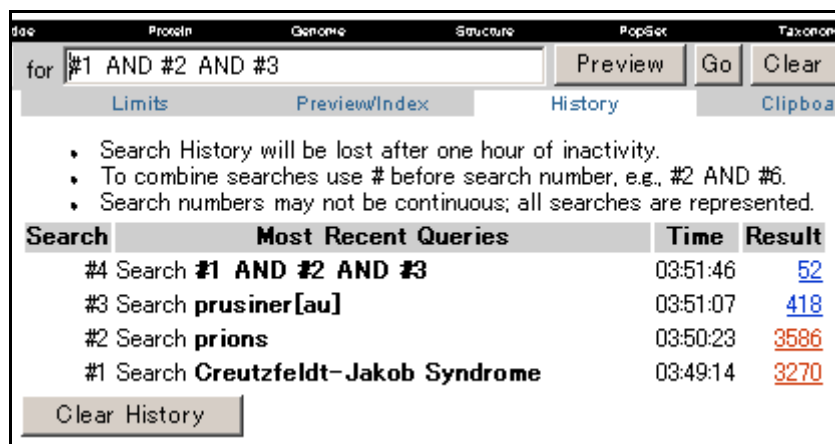 Protein Genome Structure PopSet
for #1 AND #2 AND #3 Preview Go Clear
Limits Preview/Index History
• Search History will be lost after one hour of inactivity.
• To combine searches use # before search number, e.g., #2 AND #6.
• Search numbers may not be continuous; all searches are represented.
Search Most Recent Queries Time Result
#4 Search #1 AND #2 AND #3 03:51:46 52
#3 Search prusiner[au] 03:51:07 418
#2 Search prions 03:50:23 3586
#1 Search Creutzfeldt-Jakob Syndrome 03:49:14 3270
Clear History